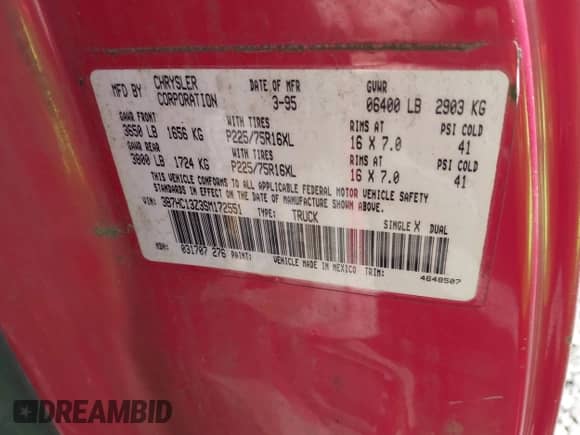 MFD BY CHRYSLER CORPORATION DATE OF MFR 3-95 GVWR 06400 LB 2903 KG
GAWR FRONT WITH TIRES RIMS AT PSI COLD
3650 LB 1656 KG P225/75R16XL 16 X 7.0 41
GAWR REAR WITH TIRES RIMS AT PSI COLD
3800 LB 1724 KG P225/75R16XL 16 X 7.0 41
THIS VEHICLE CONFORMS TO ALL APPLICABLE FEDERAL MOTOR VEHICLE SAFETY
STANDARDS IN EFFECT ON THE DATE OF MANUFACTURE SHOWN ABOVE.
VIN: 3B7HC13Z3SM172551 TYPE: TRUCK SINGLE X DUAL
MDH: 031707 276 PAINT: VEHICLE MADE IN MEXICO TRIM: 4648507
DREAMBID